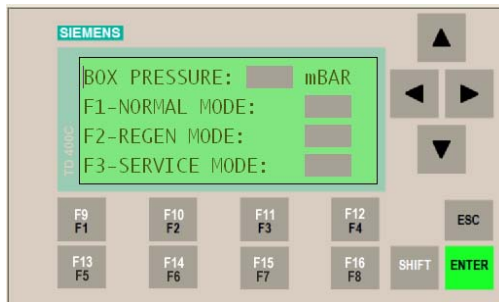 SIEMENS
TD 400C
BOX PRESSURE: mBAR
F1-NORMAL MODE:
F2-REGEN MODE:
F3-SERVICE MODE:
F9 F10 F11 F12
F1 F2 F3 F4
ESC
F13 F14 F15 F16
F5 F6 F7 F8
SHIFT ENTER